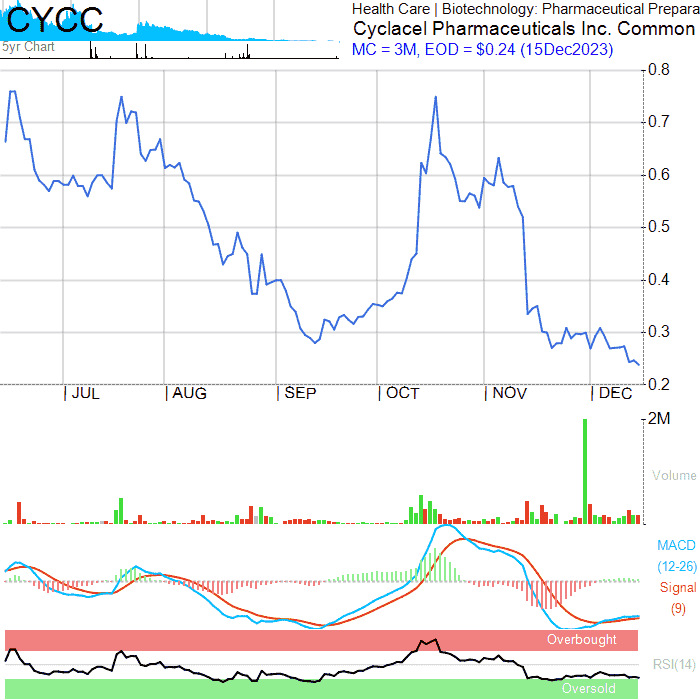 CYCC
5yr Chart
Health Care | Biotechnology: Pharmaceutical Prepara
Cyclacel Pharmaceuticals Inc. Common
MC = 3M, EOD = $0.24 (15Dec2023)
0.8
0.7
0.6
0.5
0.4
0.3
0.2
JUL AUG SEP OCT NOV DEC
2M
Volume
MACD
(12-26)
Signal
(9)
Overbought
RSI(14)
Oversold